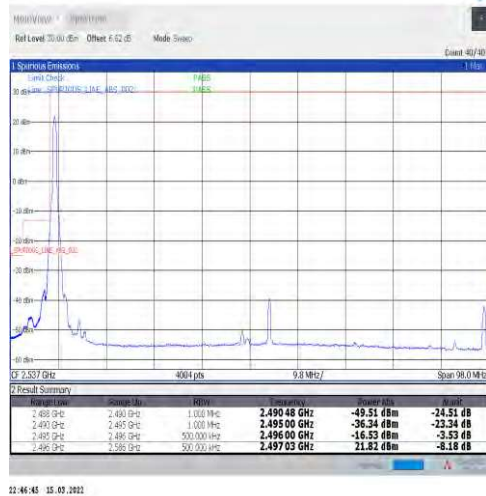 MultiView Spectrum
Ref Level 30.00 dBm Offset 6.62 dB Mode Sweep
Count 40/40
1 Spurious Emissions
Limit Check PASS
Line _SPURIOUS_LINE_ABS_002 PASS
30 dBm
20 dBm
10 dBm
0 dBm
-10 dBm
-20 dBm
_SPURIOUS_LINE_ABS_002
-40 dBm
-50 dBm
-60 dBm
CF 2.537 GHz 4004 pts 9.8 MHz/ Span 98.0 MHz
2 Result Summary
Range Low Range Up RBW Frequency Power Abs ΔLimit
2.488 GHz 2.490 GHz 1.000 MHz 2.49048 GHz -49.51 dBm -24.51 dB
2.490 GHz 2.495 GHz 1.000 MHz 2.49500 GHz -36.34 dBm -23.34 dB
2.495 GHz 2.496 GHz 500.000 kHz 2.49600 GHz -16.53 dBm -3.53 dB
2.496 GHz 2.586 GHz 500.000 kHz 2.49703 GHz 21.82 dBm -8.18 dB
22:46:45 15.03.2022